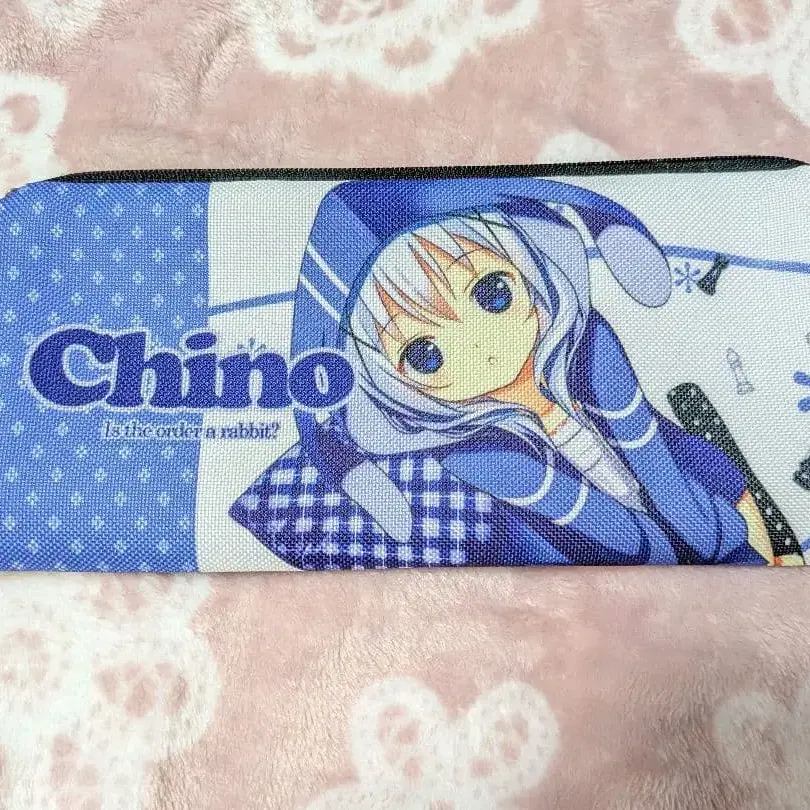 Chino
Is the order a rabbit?